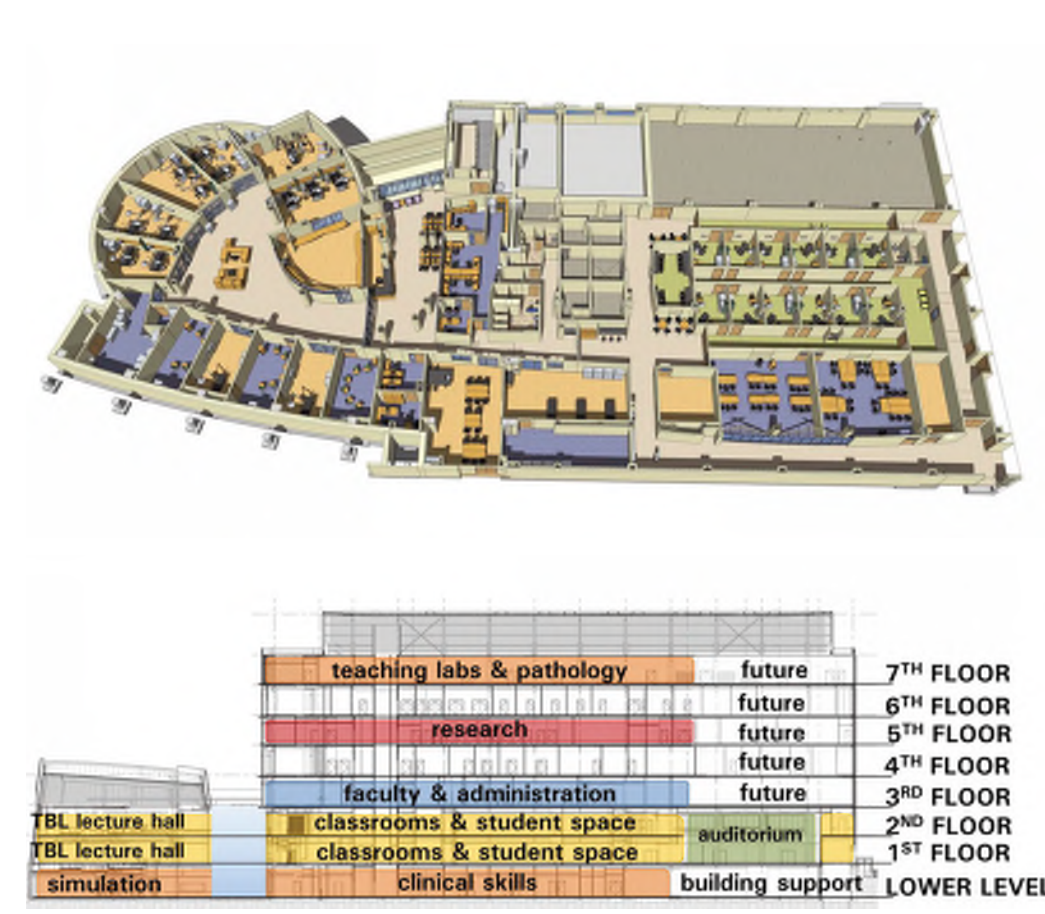 teaching labs & pathology future 7TH FLOOR
future 6TH FLOOR
research future 5TH FLOOR
future 4TH FLOOR
faculty & administration future 3RD FLOOR
TBL lecture hall classrooms & student space auditorium 2ND FLOOR
TBL lecture hall classrooms & student space 1ST FLOOR
simulation clinical skills building support LOWER LEVEL